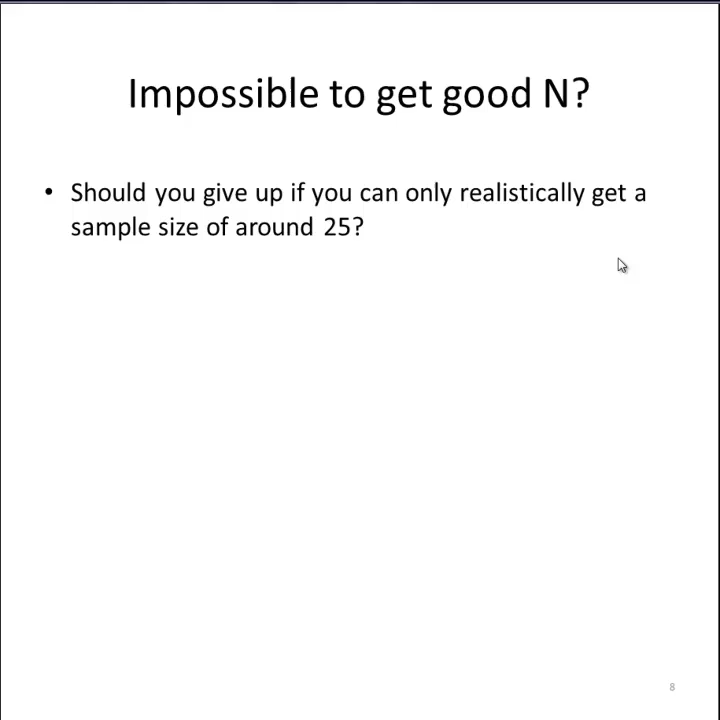 Impossible to get good N?
• Should you give up if you can only realistically get a
sample size of around 25?
8